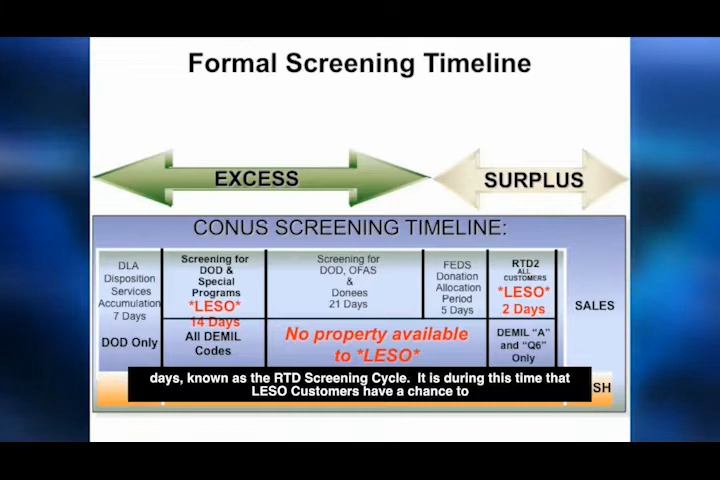 Formal Screening Timeline
EXCESS
SURPLUS
CONUS SCREENING TIMELINE:
DLA
Disposition
Services
Accumulation
7 Days
DOD Only
Screening for
DOD &
Special
Programs
*LESO*
14 Days
All DEMIL
Codes
Screening for
DOD, OFAS
&
Donees
21 Days
FEDS
Donation
Allocation
Period
5 Days
No property available
to *LESO*
RTD2
ALL
CUSTOMERS
*LESO*
2 Days
DEMIL "A"
and "Q6"
Only
SALES
SH
days, known as the RTD Screening Cycle. It is during this time that
LESO Customers have a chance to